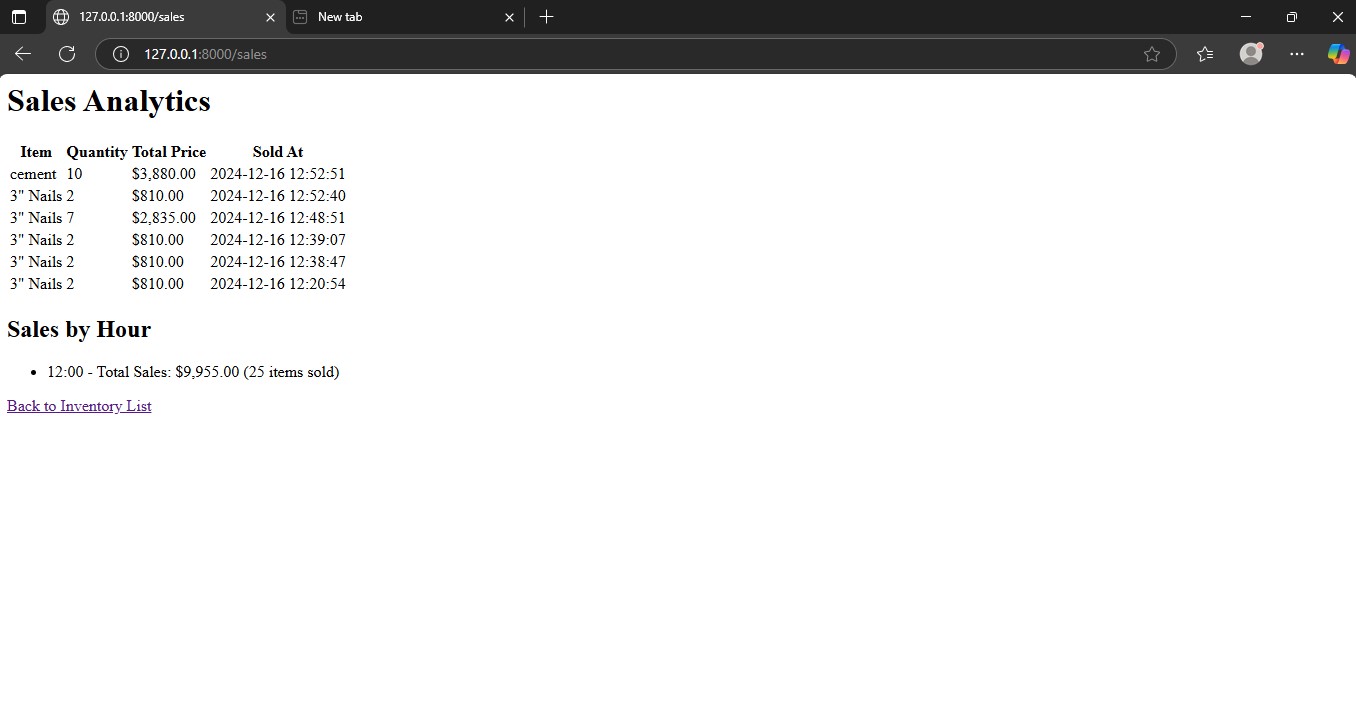 127.0.0.1:8000/sales
New tab
127.0.0.1:8000/sales
Sales Analytics
Item Quantity Total Price Sold At
cement 10 $3,880.00 2024-12-16 12:52:51
3" Nails 2 $810.00 2024-12-16 12:52:40
3" Nails 7 $2,835.00 2024-12-16 12:48:51
3" Nails 2 $810.00 2024-12-16 12:39:07
3" Nails 2 $810.00 2024-12-16 12:38:47
3" Nails 2 $810.00 2024-12-16 12:20:54
Sales by Hour
• 12:00 - Total Sales: $9,955.00 (25 items sold)
Back to Inventory List